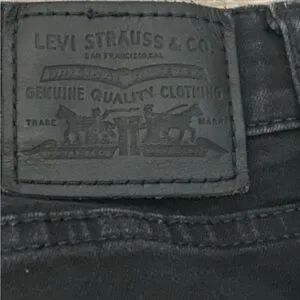 LEVI STRAUSS & CO.
SAN FRANCISCO, CAL.
GENUINE QUALITY CLOTHING
TRADE MARK